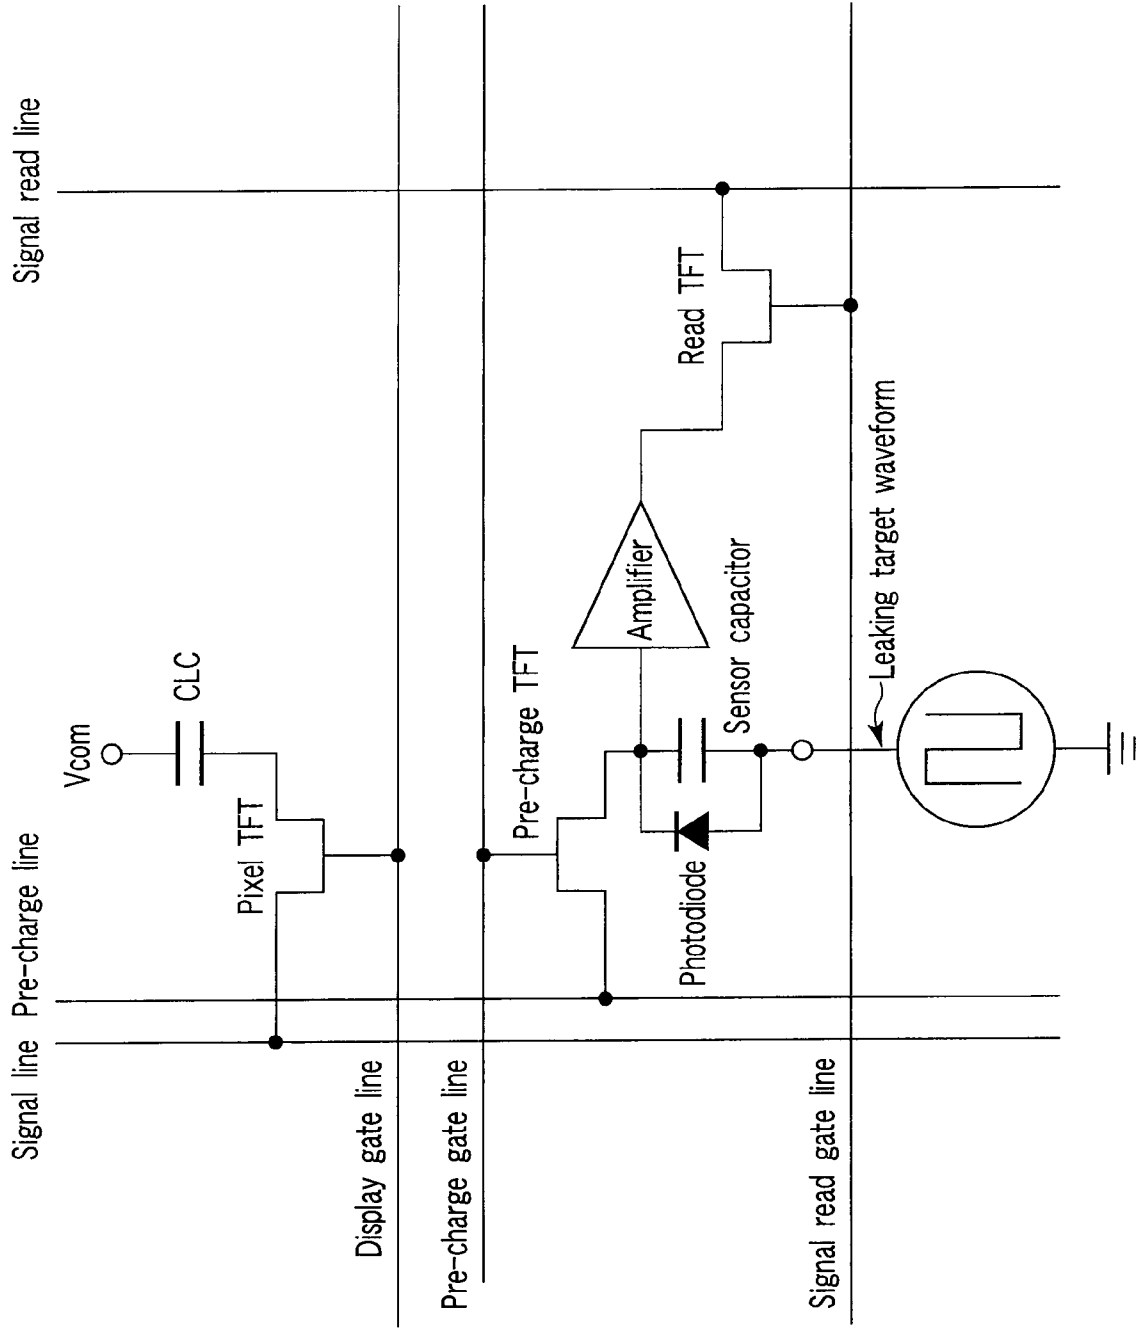 Signal line
Pre-charge line
Signal read line
Vcom
CLC
Pixel TFT
Display gate line
Pre-charge gate line
Pre-charge TFT
Amplifier
Read TFT
Photodiode
Sensor capacitor
Signal read gate line
Leaking target waveform